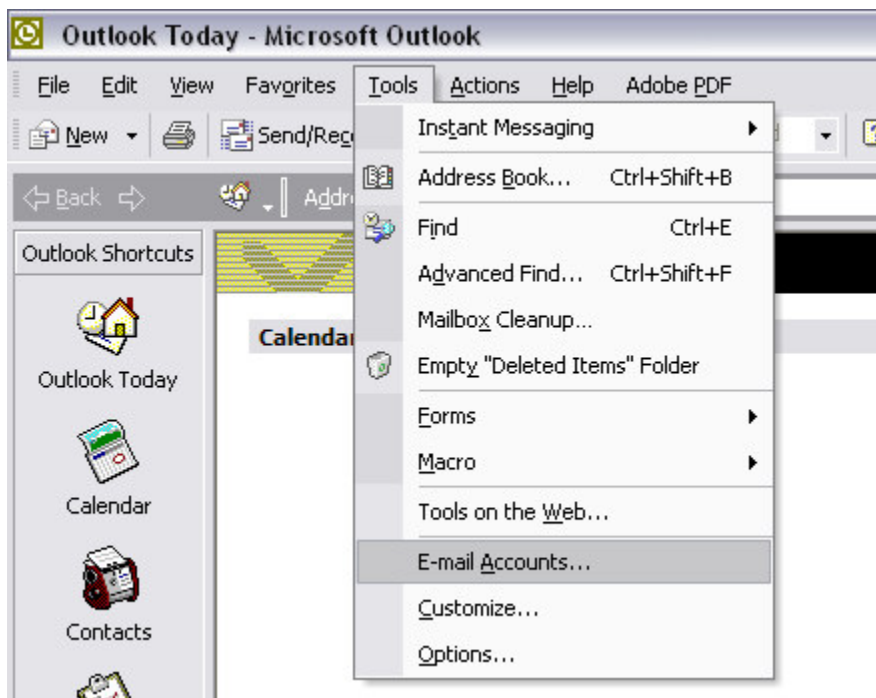 Outlook Today - Microsoft Outlook
File Edit View Favorites Tools Actions Help Adobe PDF
New Send/Rec
Back Addr
Outlook Shortcuts
Outlook Today
Calendar
Contacts
Calenda
Instant Messaging
Address Book... Ctrl+Shift+B
Find Ctrl+E
Advanced Find... Ctrl+Shift+F
Mailbox Cleanup...
Empty "Deleted Items" Folder
Forms
Macro
Tools on the Web...
E-mail Accounts...
Customize...
Options...